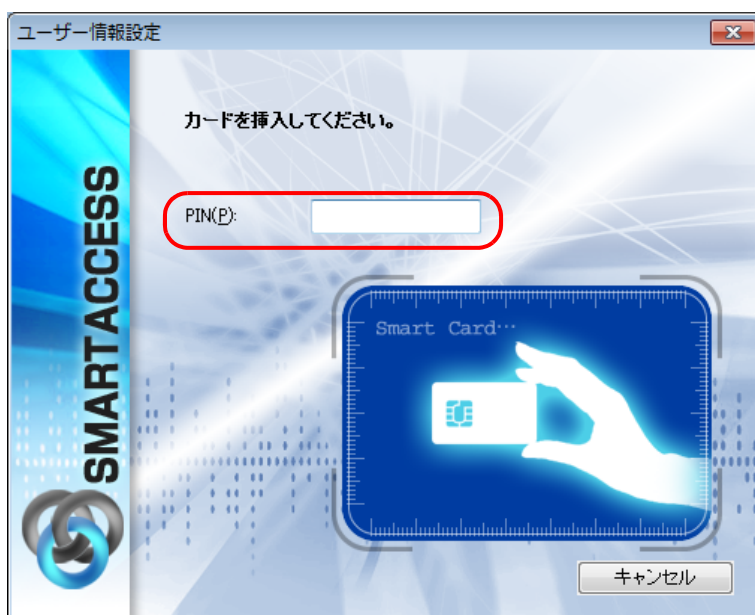 ユーザー情報設定
カードを挿入してください。
PIN(P):
SMARTACCESS
Smart Card…
キャンセル